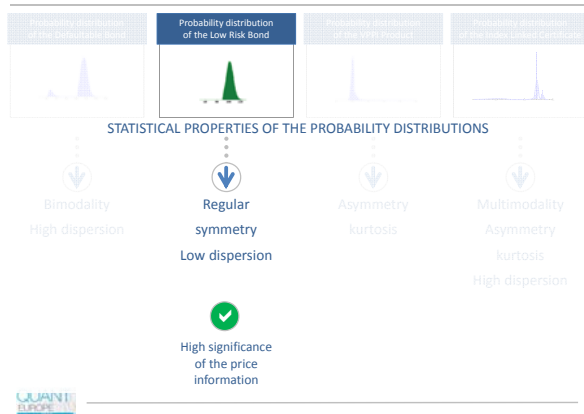 Probability distribution
of the Defaultable Bond
Probability distribution
of the Low Risk Bond
Probability distribution
of the VPPI Product
Probability distribution
of the Index Linked Certificate
STATISTICAL PROPERTIES OF THE PROBABILITY DISTRIBUTIONS
Bimodality
High dispersion
Regular
symmetry
Low dispersion
Asymmetry
kurtosis
Multimodality
Asymmetry
kurtosis
High dispersion
High significance
of the price
information
QUANT
EUROPE